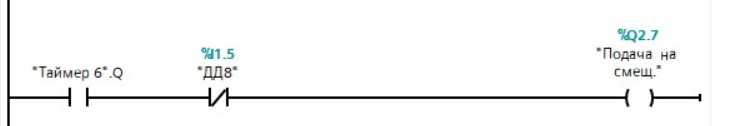 %Q2.7
%I1.5
"Подача на
"Таймер 6".Q
"ДД8"
смещ."